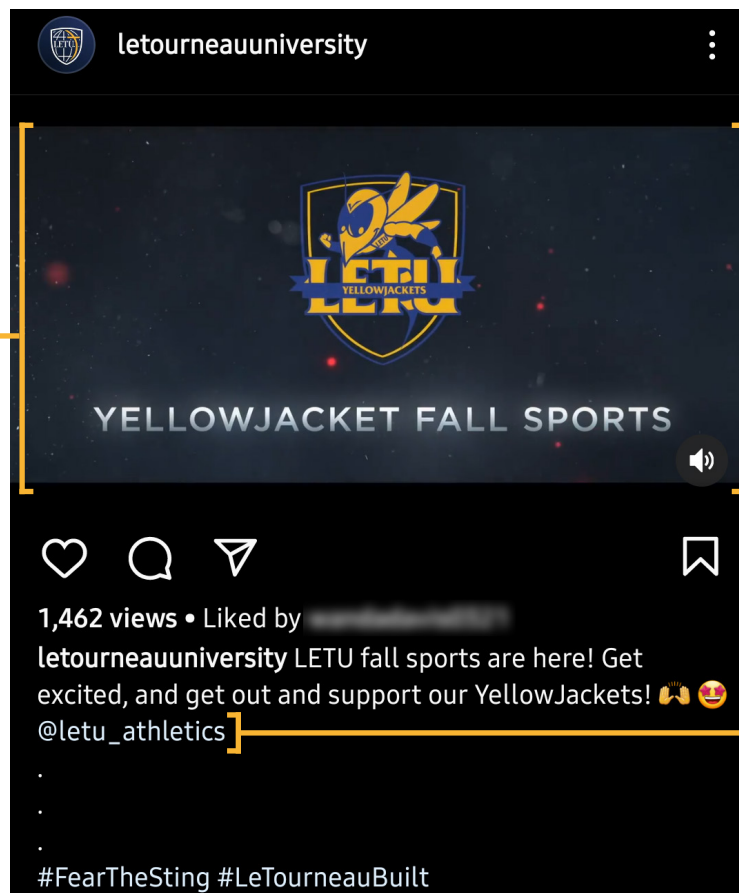 LETU
letourneauuniversity
LETU
LETU
YELLOWJACKETS
YELLOWJACKET FALL SPORTS
1,462 views • Liked by
letourneauuniversity LETU fall sports are here! Get
excited, and get out and support our YellowJackets! 🙌 🤩
@letu_athletics
.
.
.
#FearTheSting #LeTourneauBuilt